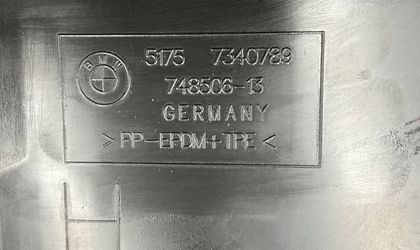 BMW
5175 7340789
748506-13
GERMANY
>PP-EPDM+TPE<